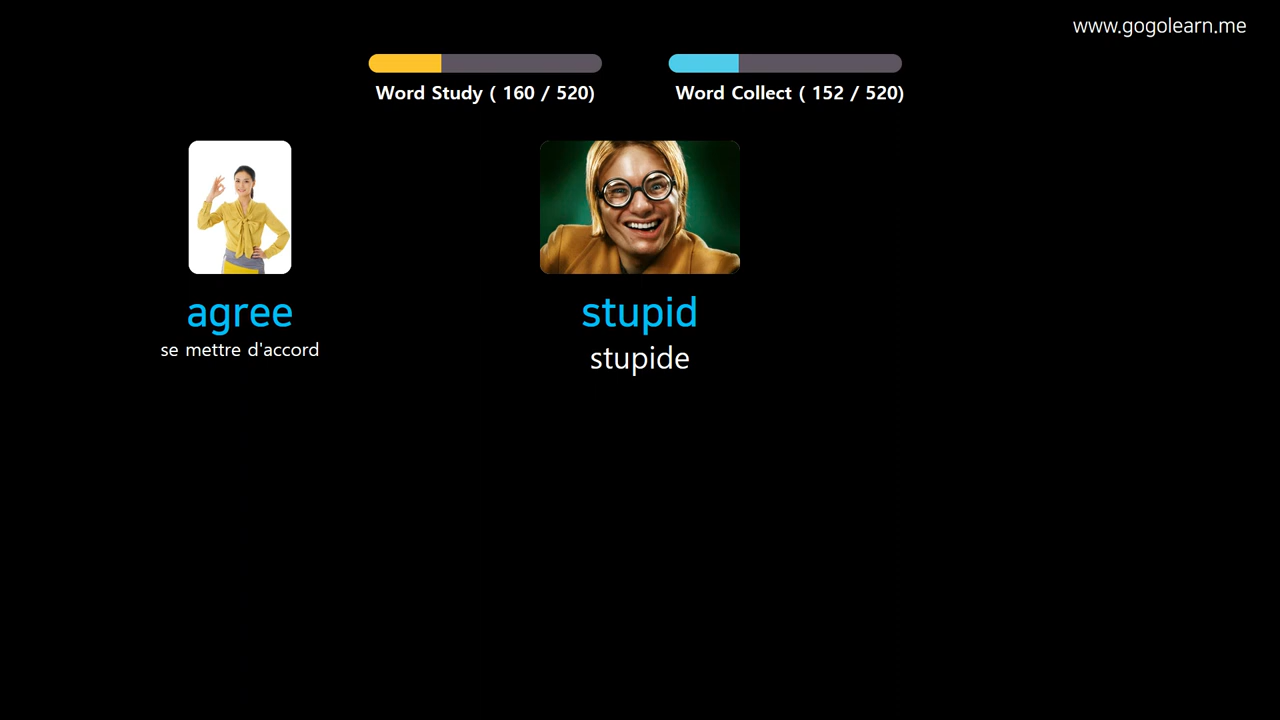 www.gogolearn.me
Word Study ( 160 / 520)
Word Collect ( 152 / 520)
agree
se mettre d'accord
stupid
stupide